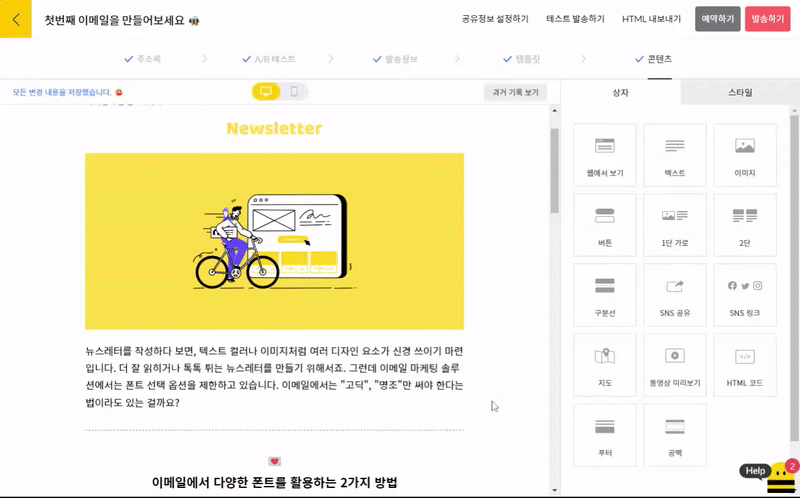 첫번째 이메일을 만들어보세요
공유정보 설정하기
테스트 발송하기
HTML 내보내기
예약하기
발송하기
주소록
A/B 테스트
발송정보
템플릿
콘텐츠
모든 변경 내용을 저장했습니다.
과거 기록 보기
상자
스타일
Newsletter
뉴스레터를 작성하다 보면, 텍스트 컬러나 이미지처럼 여러 디자인 요소가 신경 쓰이기 마련
입니다. 더 잘 읽히거나 톡톡 튀는 뉴스레터를 만들기 위해서죠. 그런데 이메일 마케팅 솔루
션에서는 폰트 선택 옵션을 제한하고 있습니다. 이메일에서는 "고딕", "명조"만 써야 한다는
법이라도 있는 걸까요?
이메일에서 다양한 폰트를 활용하는 2가지 방법
웹에서 보기
텍스트
이미지
버튼
1단 가로
2단
구분선
SNS 공유
SNS 링크
지도
동영상 미리보기
HTML 코드
푸터
공백
Help
2